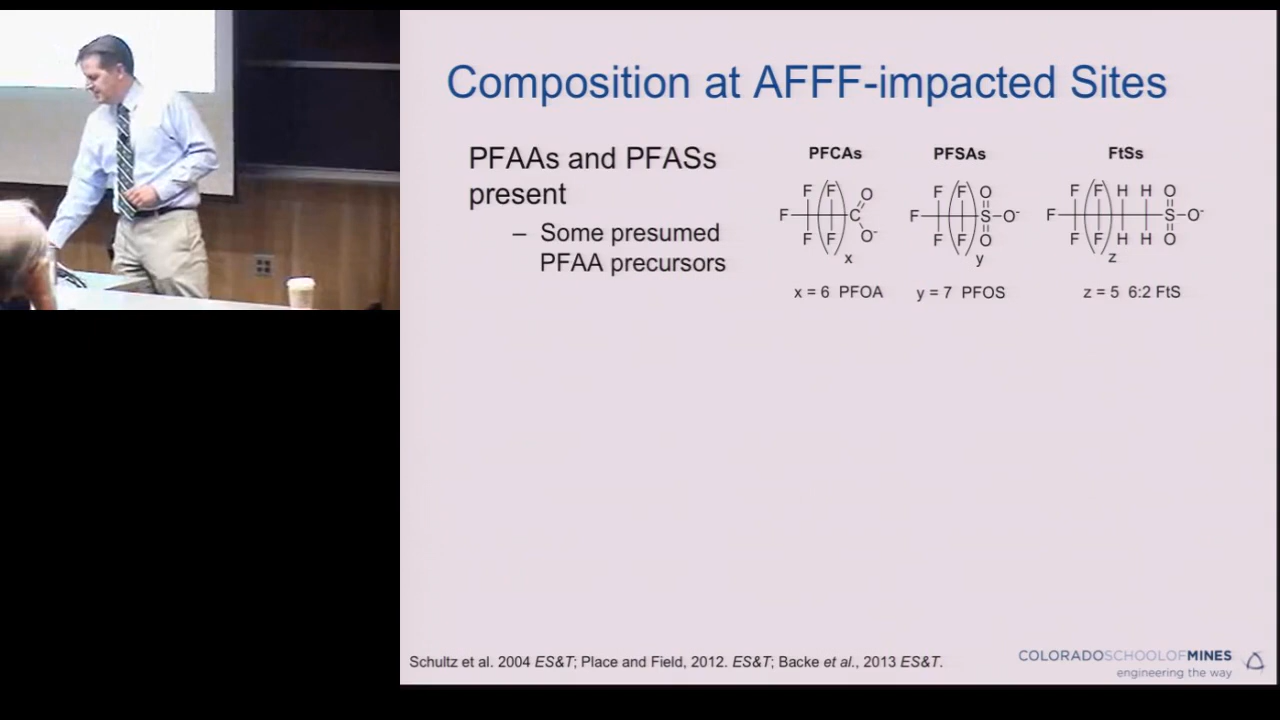 Composition at AFFF-impacted Sites
PFAAs and PFASs
present
– Some presumed
PFAA precursors
PFCAs
PFSAs
FtSs
F F O
F C
F F O-
x
F F O
F S O-
F F O
y
F F H H O
F S O-
F F H H O
z
x = 6 PFOA
y = 7 PFOS
z = 5 6:2 FtS
Schultz et al. 2004 ES&T; Place and Field, 2012. ES&T; Backe et al., 2013 ES&T.
COLORADOSCHOOLOFMINES
engineering the way